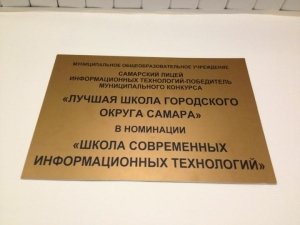 МУНИЦИПАЛЬНОЕ ОБЩЕОБРАЗОВАТЕЛЬНОЕ УЧРЕЖДЕНИЕ
САМАРСКИЙ ЛИЦЕЙ
ИНФОРМАЦИОННЫХ ТЕХНОЛОГИЙ-ПОБЕДИТЕЛЬ
МУНИЦИПАЛЬНОГО КОНКУРСА
«ЛУЧШАЯ ШКОЛА ГОРОДСКОГО
ОКРУГА САМАРА»
В НОМИНАЦИИ
«ШКОЛА СОВРЕМЕННЫХ
ИНФОРМАЦИОННЫХ ТЕХНОЛОГИЙ»